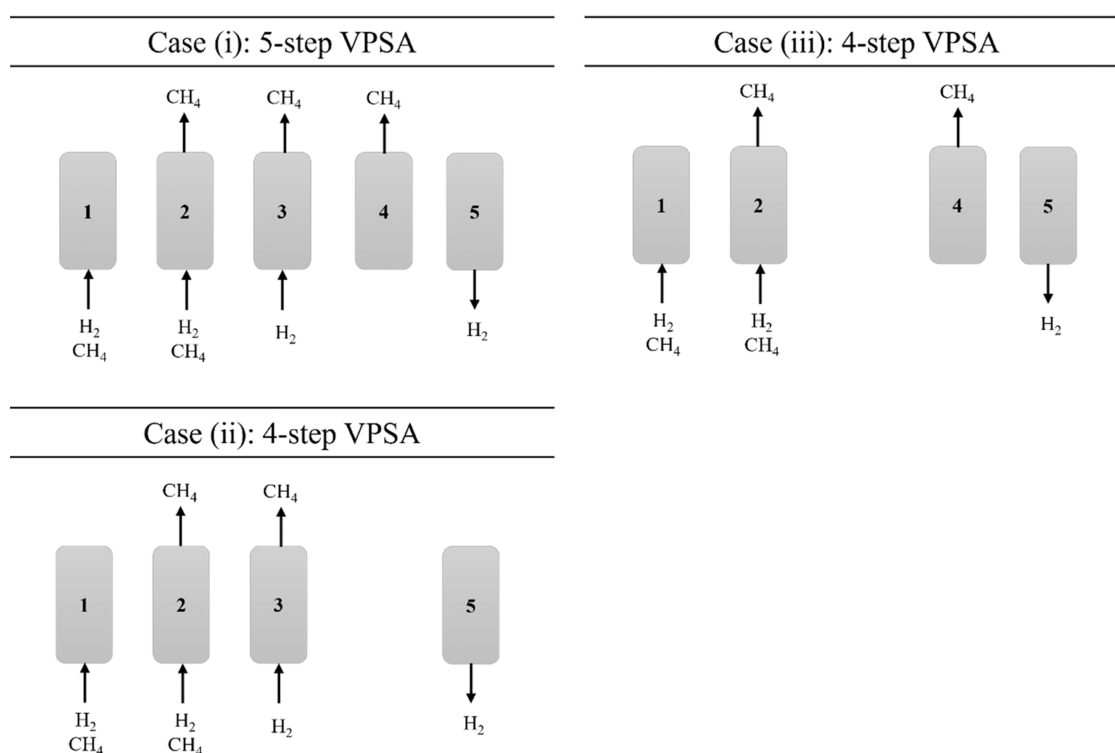 Case (i): 5-step VPSA
CH₄ CH₄ CH₄
1 2 3 4 5
H₂ H₂ H₂ H₂
CH₄ CH₄
Case (iii): 4-step VPSA
CH₄ CH₄
1 2 4 5
H₂ H₂ H₂
CH₄ CH₄
Case (ii): 4-step VPSA
CH₄ CH₄
1 2 3 5
H₂ H₂ H₂ H₂
CH₄ CH₄